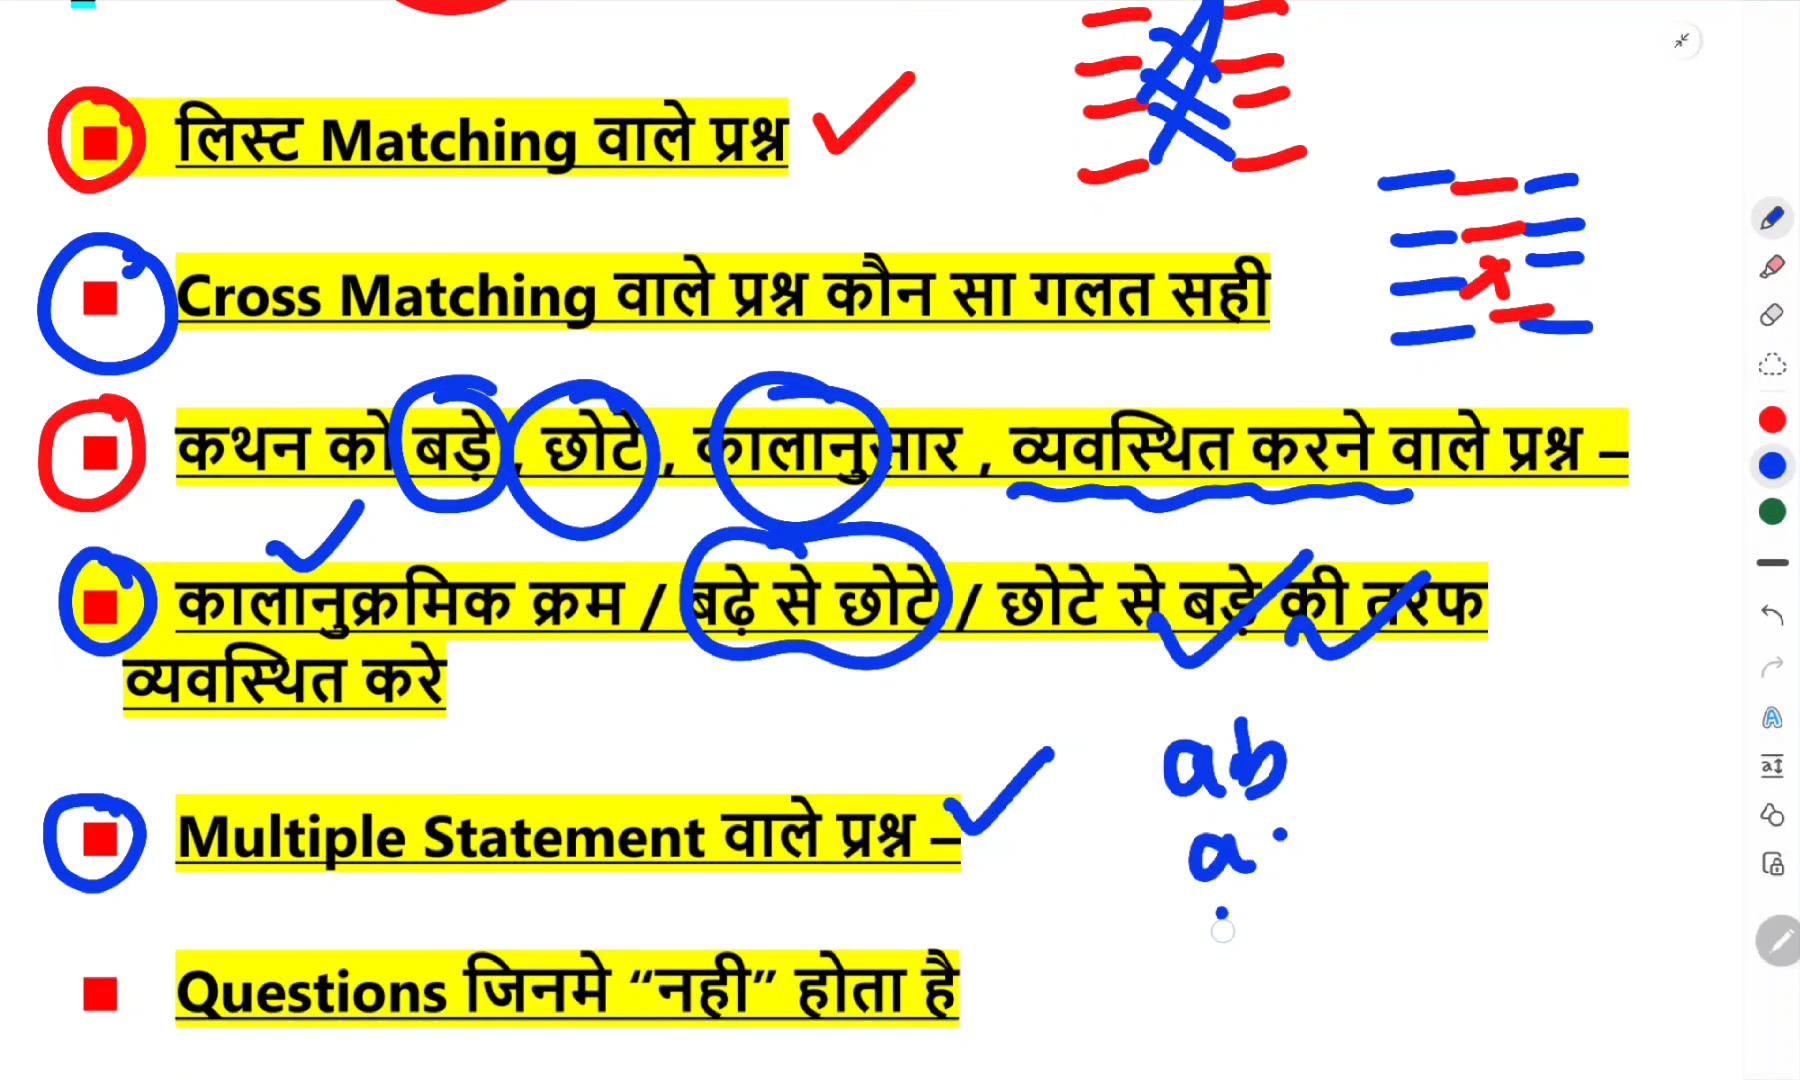 लिस्ट Matching वाले प्रश्न
Cross Matching वाले प्रश्न कौन सा गलत सही
कथन को बड़े , छोटे , कालानुसार , व्यवस्थित करने वाले प्रश्न –
कालानुक्रमिक क्रम / बढ़े से छोटे / छोटे से बड़े की तरफ
व्यवस्थित करे
ab
Multiple Statement वाले प्रश्न –
a
Questions जिनमे “नही” होता है